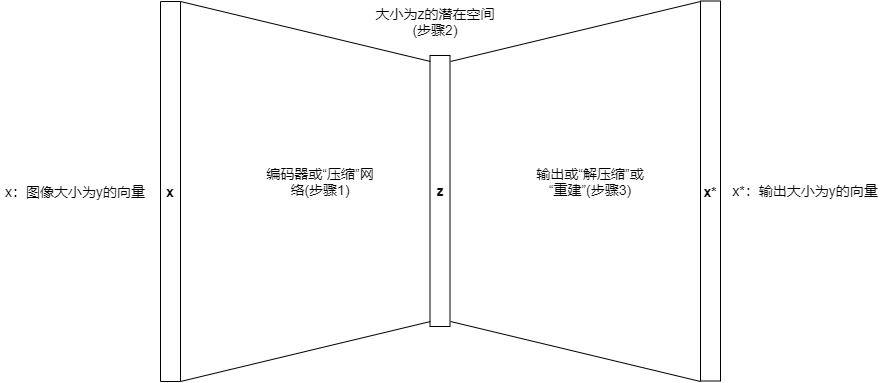 大小为z的潜在空间
(步骤2)
编码器或“压缩”网
络(步骤1)
输出或“解压缩”或
“重建”(步骤3)
x：图像大小为y的向量
x
z
x*
x*：输出大小为y的向量